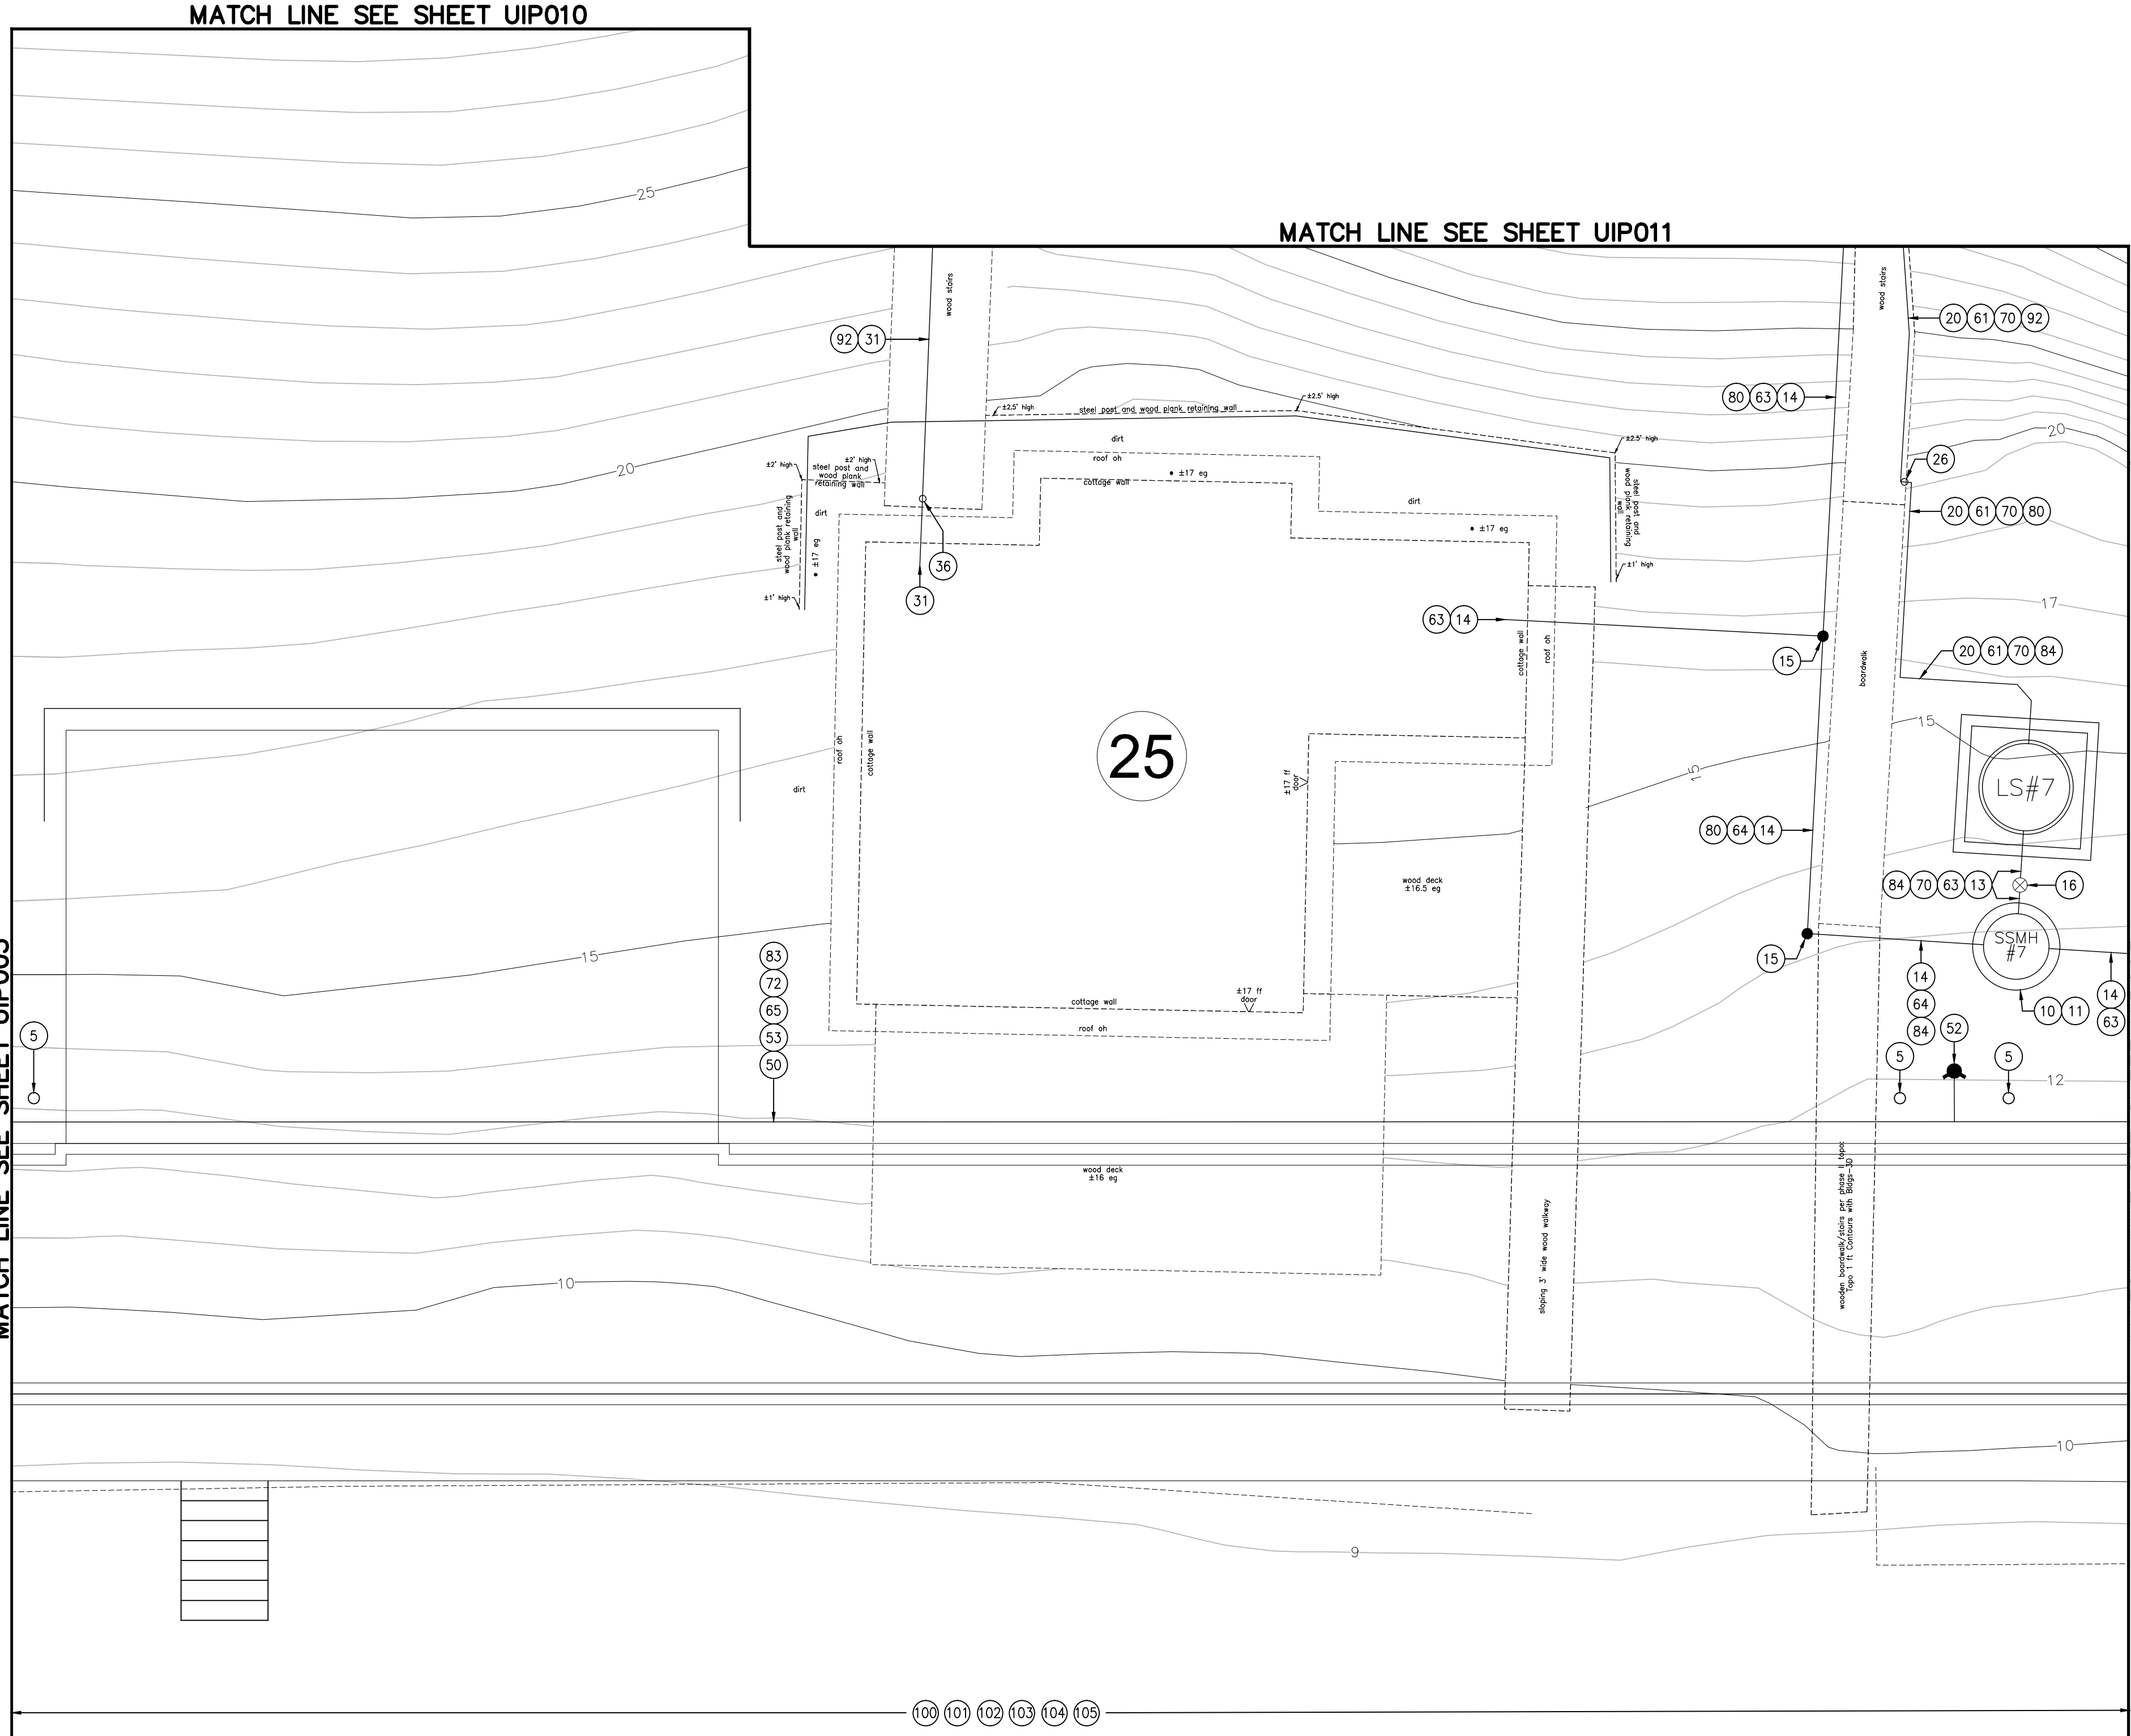 MATCH LINE SEE SHEET UIP010
25
MATCH LINE SEE SHEET UIP011
wood stairs
wood stairs
20 61 70 92
92 31
80 63 14
±2.5' high
±2.5' high
steel post and wood plank retaining wall
±2.5' high
20
dirt
roof oh
26
20
±2' high
±2' high
steel post and
wood plank
retaining wall
±17 eg
cottage wall
steel post and
wood plank retaining
wall
dirt
dirt
steel post and
wood plank retaining
wall
±17 eg
±17 eg
20 61 70 80
36
±1' high
±1' high
31
17
63 14
cottage wall
roof oh
15
boardwalk
20 61 70 84
15
25
roof oh
cottage wall
±17 ff
door
15
LS#7
dirt
80 64 14
wood deck
±16.5 eg
84 70 63 13
16
15
83
72
65
53
50
15
SSMH
#7
14
64
84
14
63
±17 ff
door
cottage wall
10 11
roof oh
5
52
5
5
12
MATCH LINE SEE SHEET
wood deck
±16 eg
wooden boardwalk/stairs per phase II topo:
Topo 1 ft Contours with Bldgs-3D
sloping 3' wide wood walkway
10
10
9
100 101 102 103 104 105